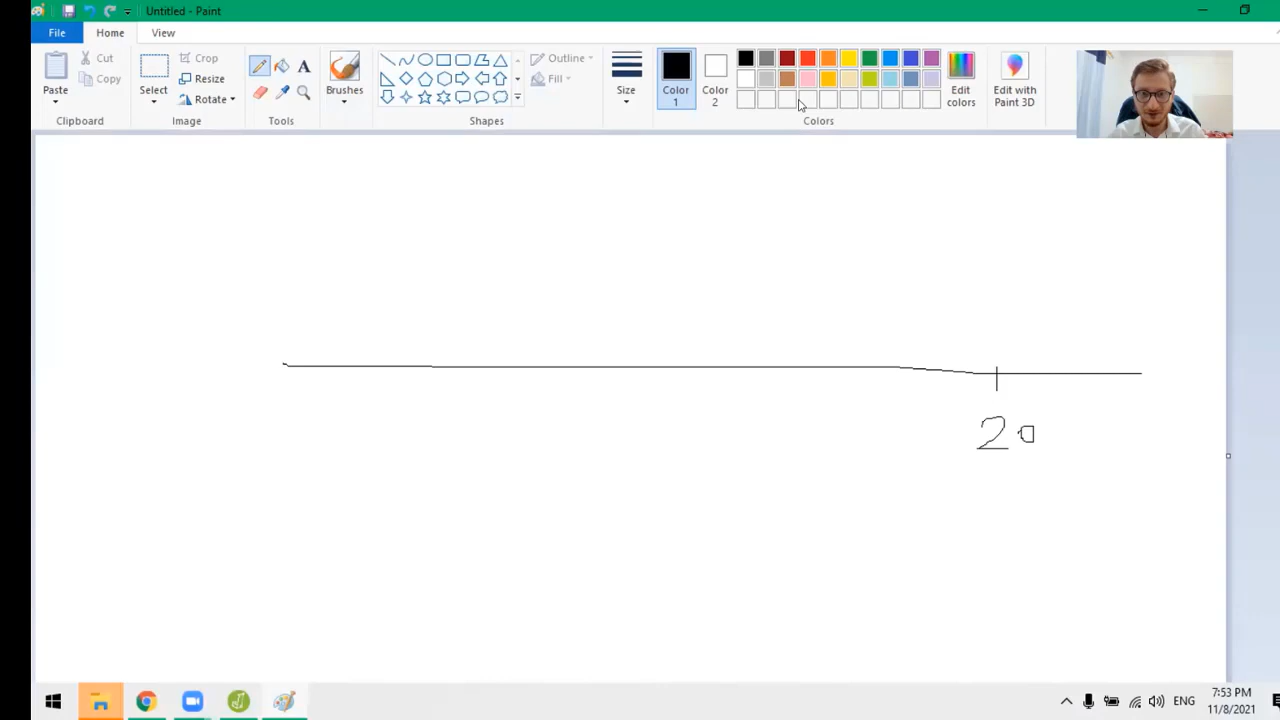 Untitled - Paint
File Home View
Paste
Cut
Copy
Clipboard
Select
Crop
Resize
Rotate
Image
A
Tools
Brushes
Outline
Fill
Shapes
Size
Color 1
Color 2
Colors
Edit colors
Edit with Paint 3D
2a
ENG
7:53 PM
11/8/2021